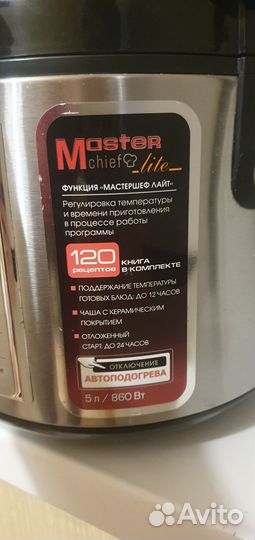 Master
chief
lite
ФУНКЦИЯ «МАСТЕРШЕФ ЛАЙТ»
Регулировка температуры
и времени приготовления
в процессе работы
программы
120
рецептов
КНИГА
В КОМПЛЕКТЕ
ПОДДЕРЖАНИЕ ТЕМПЕРАТУРЫ
ГОТОВЫХ БЛЮД: ДО 12 ЧАСОВ
ЧАША С КЕРАМИЧЕСКИМ
ПОКРЫТИЕМ
ОТЛОЖЕННЫЙ
СТАРТ: ДО 24 ЧАСОВ
ОТКЛЮЧЕНИЕ
АВТОПОДОГРЕВА
5 л / 860 Вт
Avito